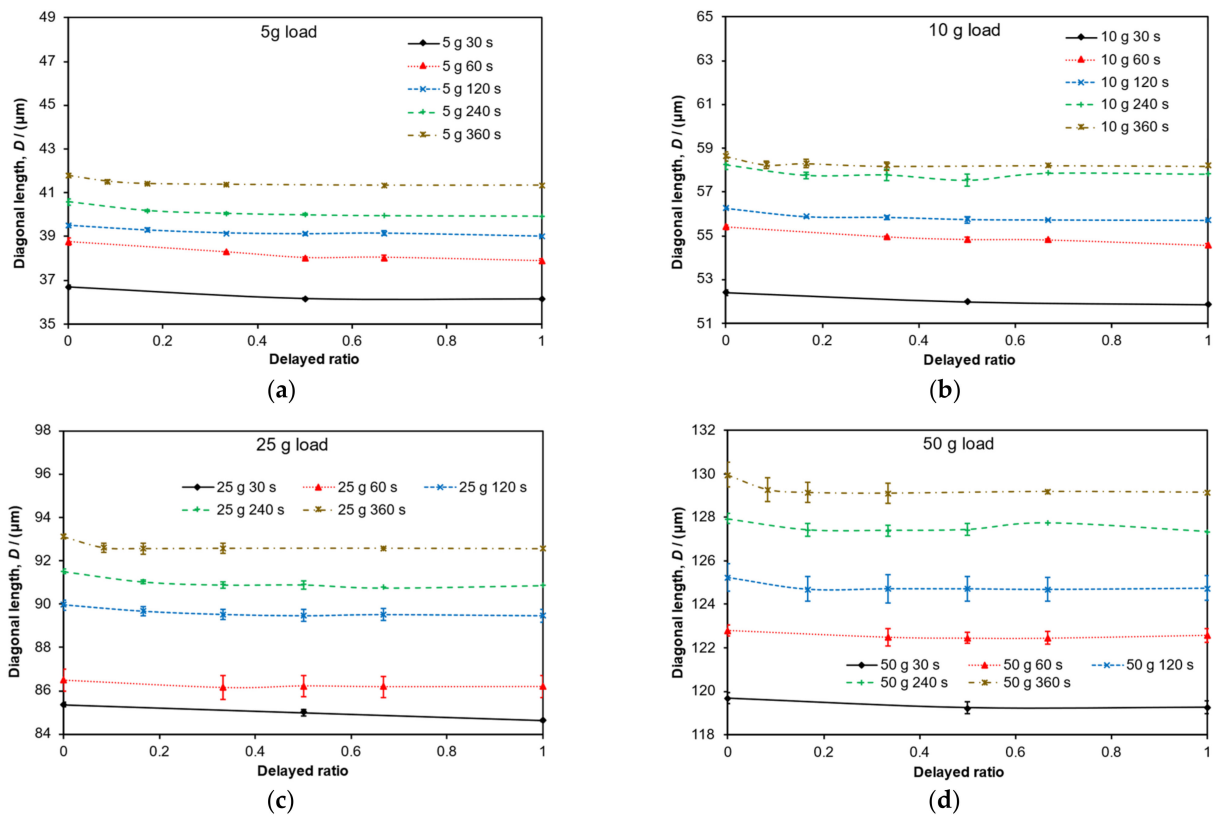 5g load
5 g 30 s
5 g 60 s
5 g 120 s
5 g 240 s
5 g 360 s
49
47
45
43
41
39
37
35
Diagonal length, D / (μm)
0
0.2
0.4
0.6
0.8
1
Delayed ratio
(a)
10 g load
10 g 30 s
10 g 60 s
10 g 120 s
10 g 240 s
10 g 360 s
65
63
61
59
57
55
53
51
Diagonal length, D / (μm)
0
0.2
0.4
0.6
0.8
1
Delayed ratio
(b)
25 g load
25 g 30 s
25 g 60 s
25 g 120 s
25 g 240 s
25 g 360 s
98
96
94
92
90
88
86
84
Diagonal length, D / (μm)
0
0.2
0.4
0.6
0.8
1
Delayed ratio
(c)
50 g load
132
130
128
126
124
122
120
118
Diagonal length, D / (μm)
50 g 30 s
50 g 60 s
50 g 120 s
50 g 240 s
50 g 360 s
0
0.2
0.4
0.6
0.8
1
Delayed ratio
(d)